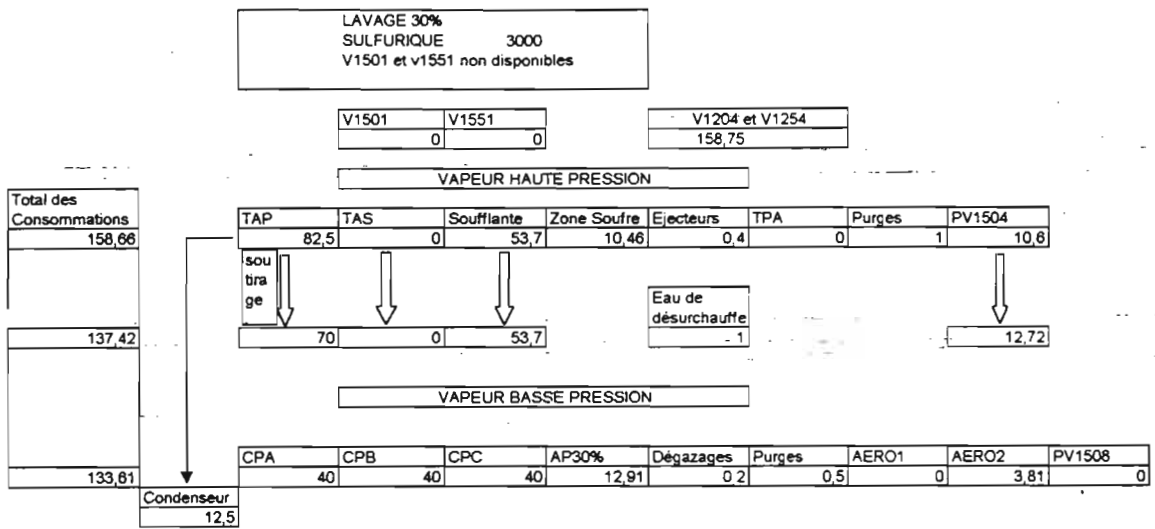 LAVAGE 30%
SULFURIQUE 3000
V1501 et v1551 non disponibles
V1501 V1551 V1204 et V1254
0 0 158,75
VAPEUR HAUTE PRESSION
Total des
Consommations TAP TAS Soufflante Zone Soufre Ejecteurs TPA Purges PV1504
158,66 82,5 0 53,7 10,46 0,4 0 1 10,6
sou
tira
ge
Eau de
désurchauffe
137,42 70 0 53,7 1 12,72
VAPEUR BASSE PRESSION
CPA CPB CPC AP30% Dégazages Purges AERO1 AERO2 PV1508
133,61 40 40 40 12,91 0 2 0,5 0 3,81 0
Condenseur
12,5